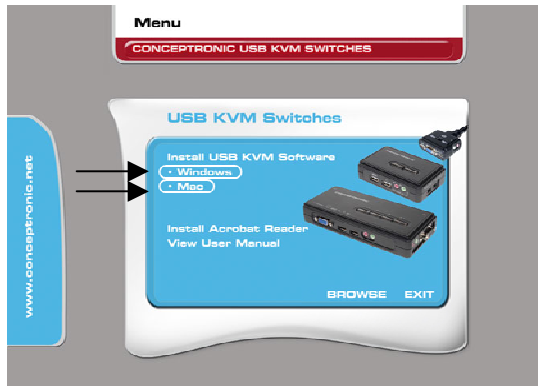 Menu
CONCEPTRONIC USB KVM SWITCHES
www.conceptronic.net
USB KVM Switches
Install USB KVM Software
• Windows
• Mac
Install Acrobat Reader
View User Manual
BROWSE EXIT